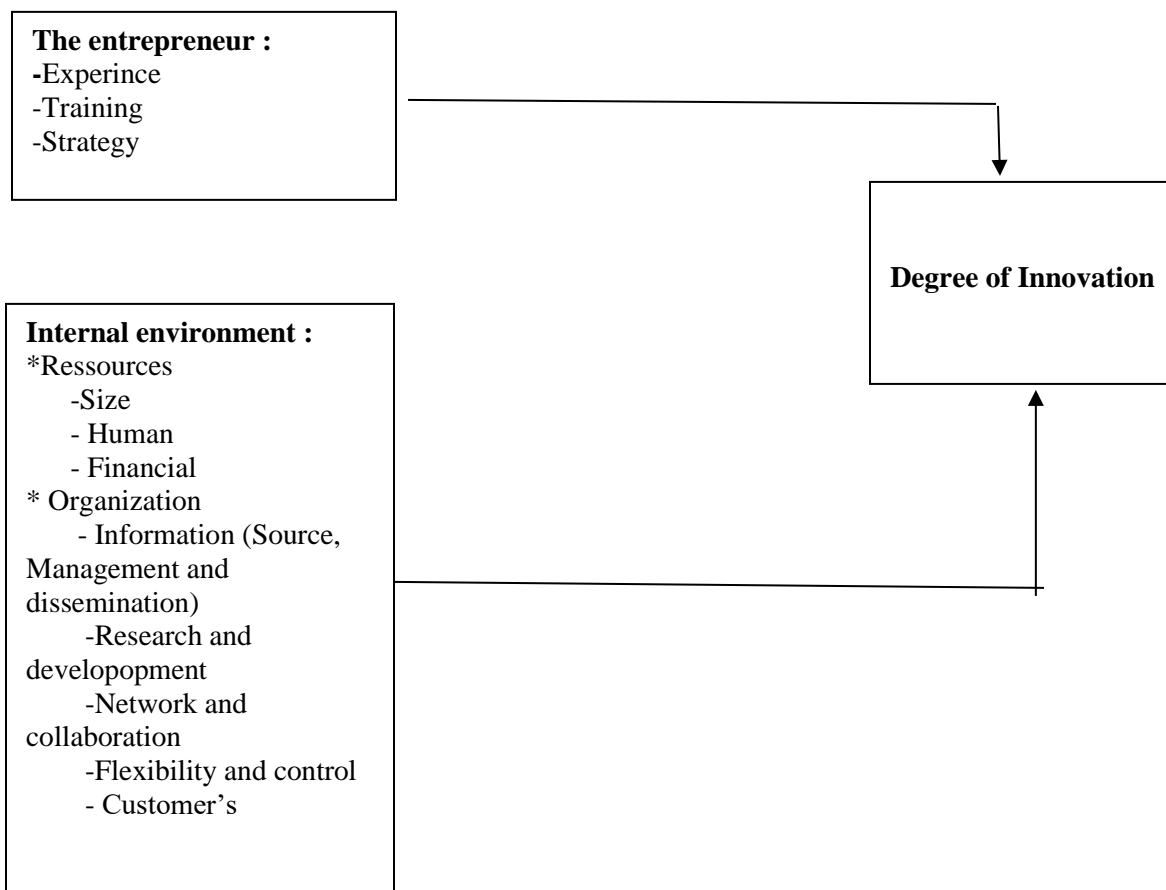 The entrepreneur :
-Experince
-Training
-Strategy
Degree of Innovation
Internal environment :
*Ressources
-Size
- Human
- Financial
* Organization
- Information (Source,
Management and
dissemination)
-Research and
developopment
-Network and
collaboration
-Flexibility and control
- Customer’s